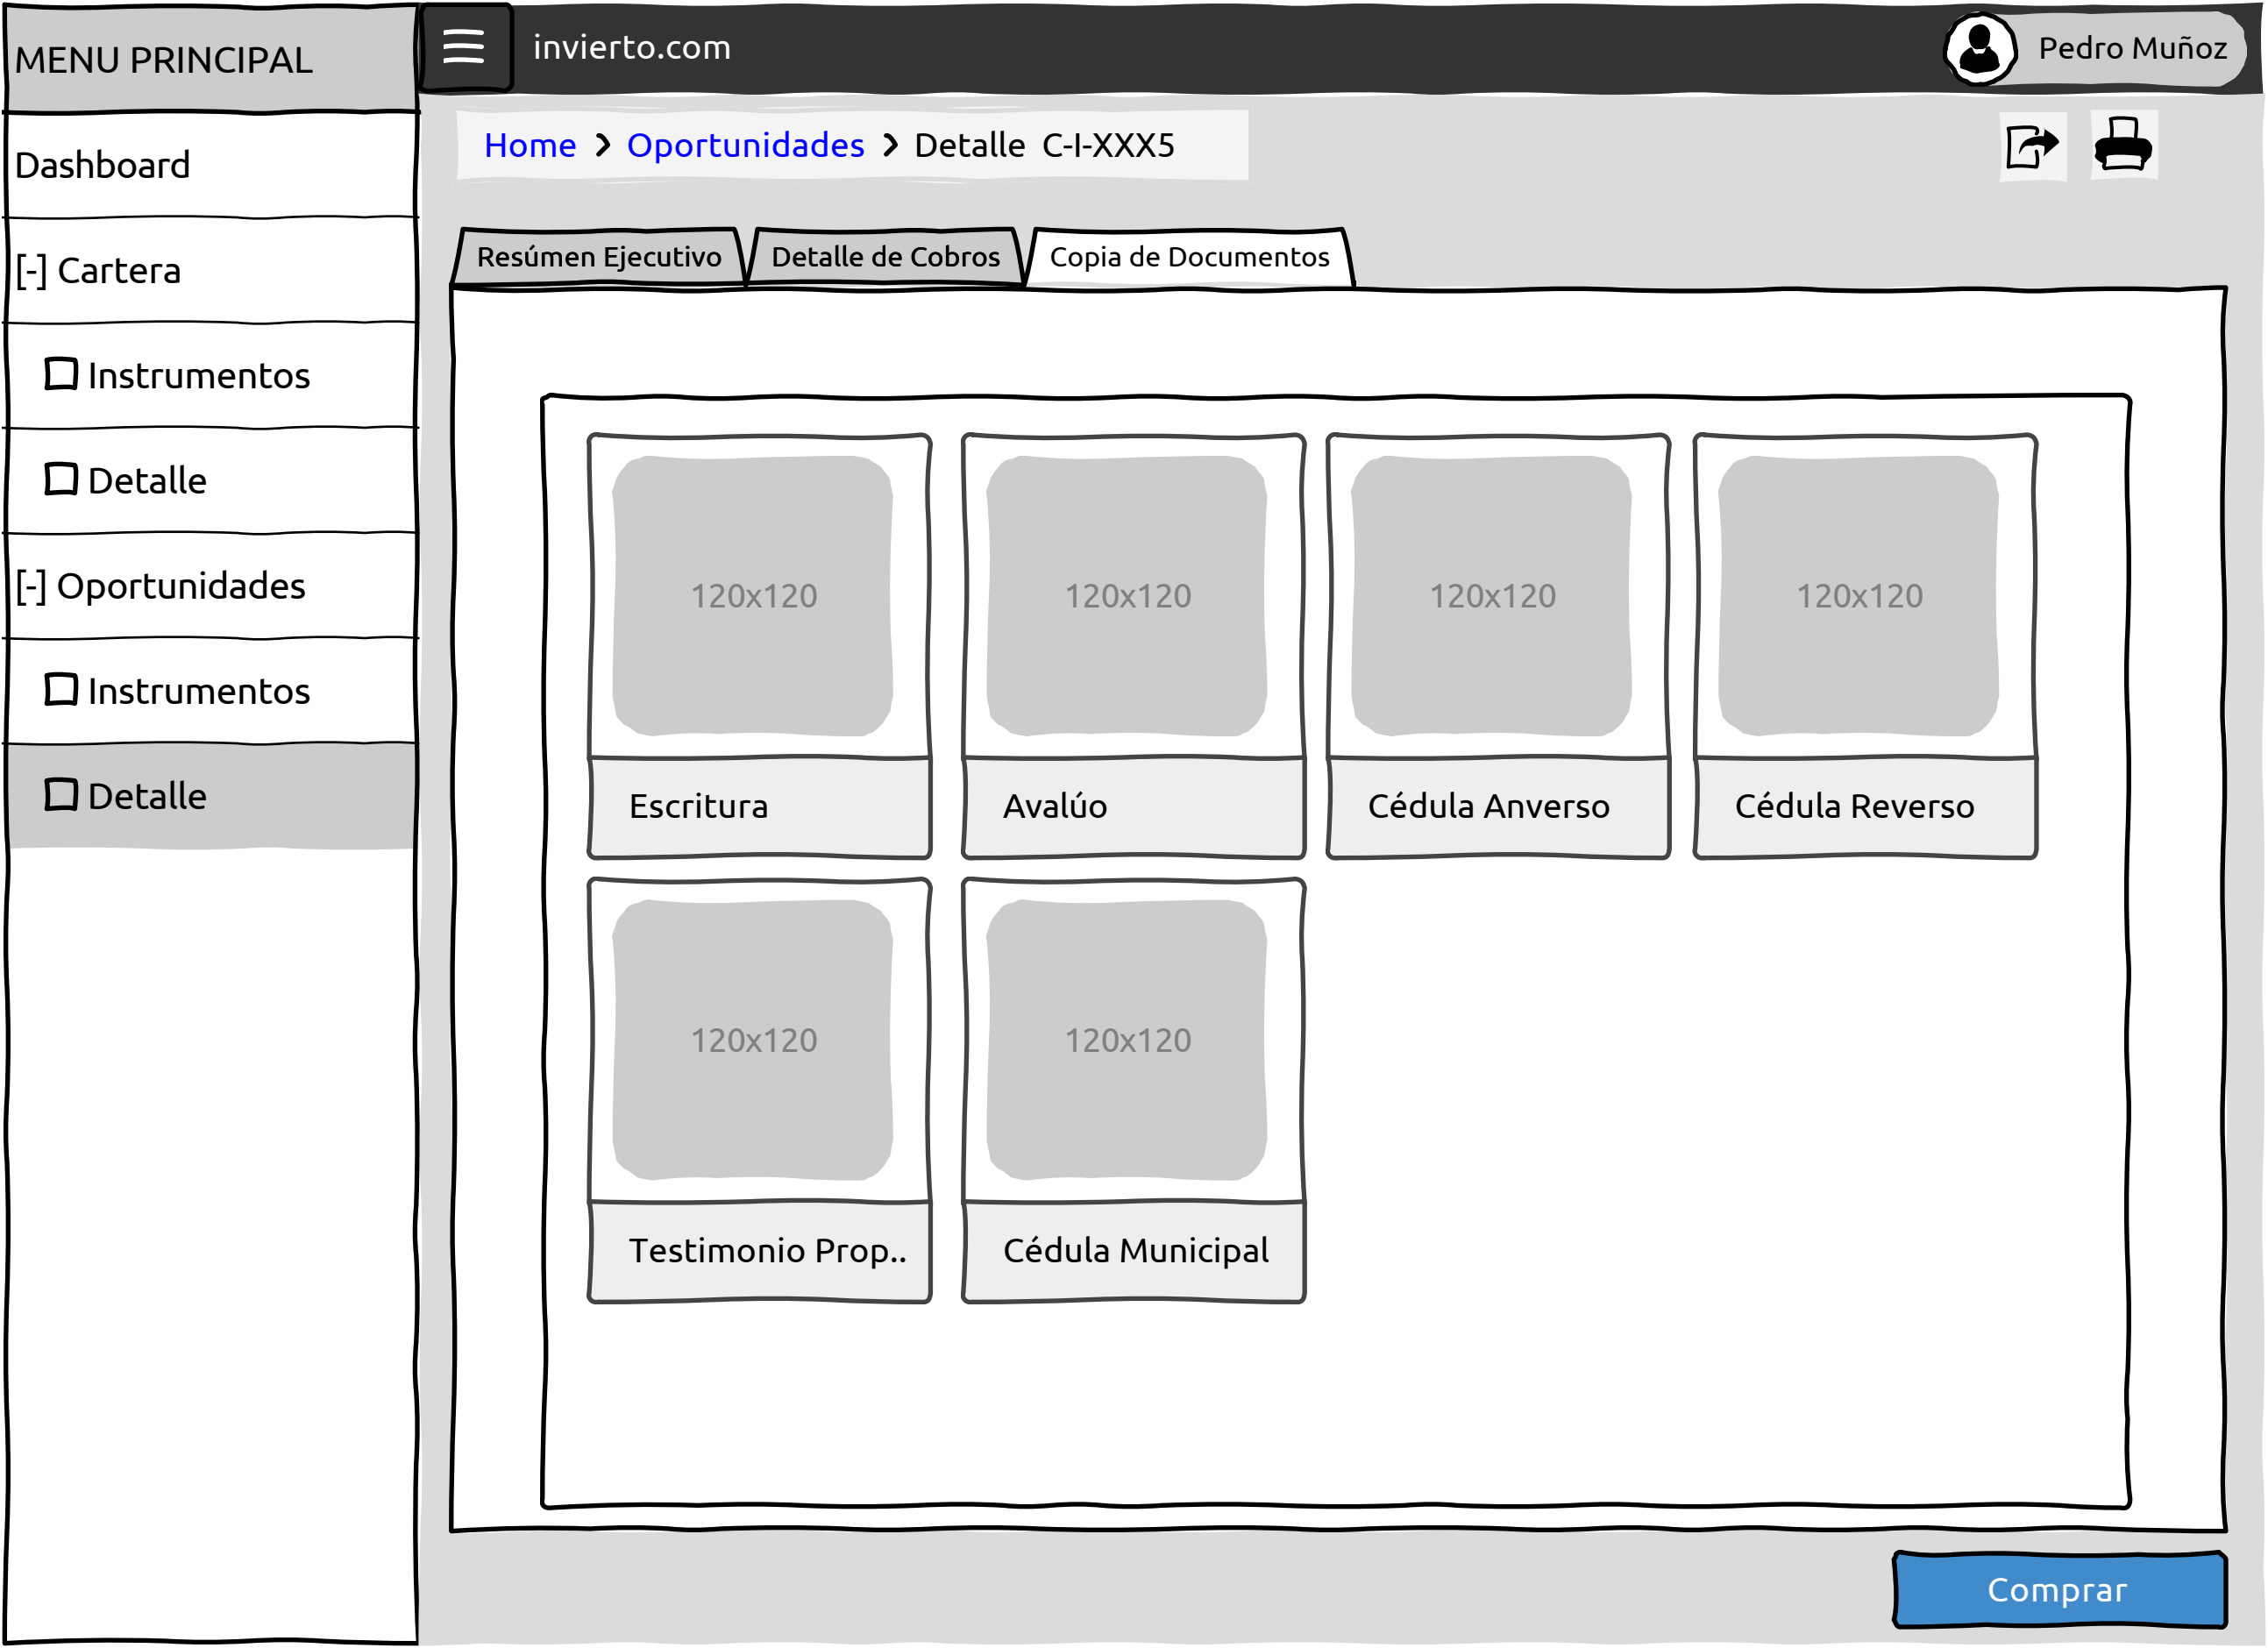 MENU PRINCIPAL
Dashboard
[-] Cartera
Instrumentos
Detalle
[-] Oportunidades
Instrumentos
Detalle
invierto.com
Pedro Muñoz
Home > Oportunidades > Detalle C-I-XXX5
Resúmen Ejecutivo
Detalle de Cobros
Copia de Documentos
120x120
120x120
120x120
120x120
Escritura
Avalúo
Cédula Anverso
Cédula Reverso
120x120
120x120
Testimonio Prop..
Cédula Municipal
Comprar